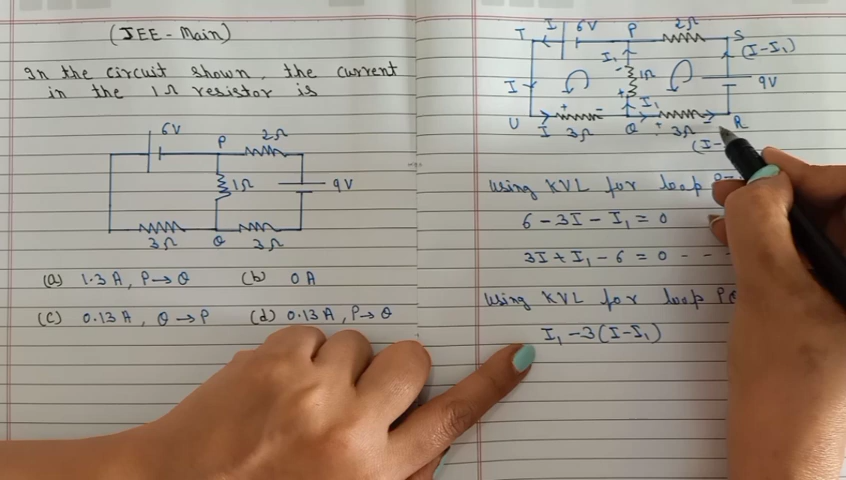 (JEE - Main)
In the circuit shown, the current
in the 1Ω resistor is
6V
P
2Ω
1Ω
9V
3Ω
Q
3Ω
(a) 1.3 A, P→Q
(b) 0 A
(c) 0.13 A, Q→P
(d) 0.13 A, P→Q
T
I
6V
P
2Ω
S
(I-I₁)
I₁
1Ω
9V
I
I₁
U
I
3Ω
Q
3Ω
R
(I-
using KVL for loop
6 - 3I - I₁ = 0
3I + I₁ - 6 = 0 - - -
using KVL for loop
I₁ - 3(I-I₁)